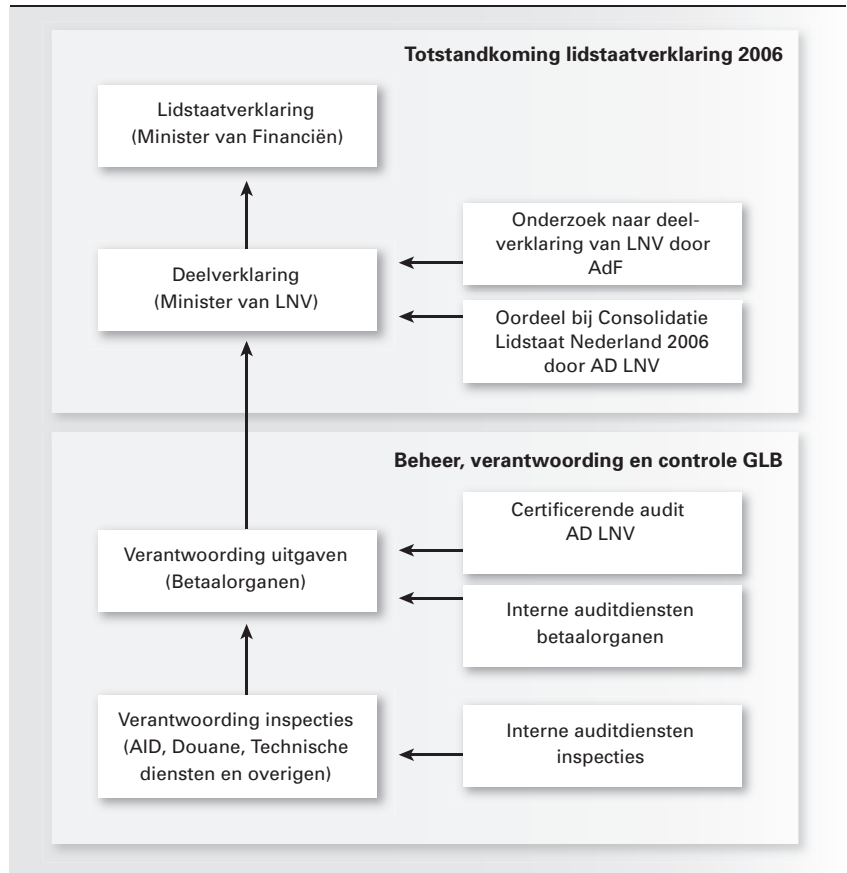 Totstandkoming lidstaatverklaring 2006
Lidstaatverklaring
(Minister van Financiën)
Deelverklaring
(Minister van LNV)
Onderzoek naar deel-
verklaring van LNV door
AdF
Oordeel bij Consolidatie
Lidstaat Nederland 2006
door AD LNV
Beheer, verantwoording en controle GLB
Verantwoording uitgaven
(Betaalorganen)
Certificerende audit
AD LNV
Interne auditdiensten
betaalorganen
Verantwoording inspecties
(AID, Douane, Technische
diensten en overigen)
Interne auditdiensten
inspecties